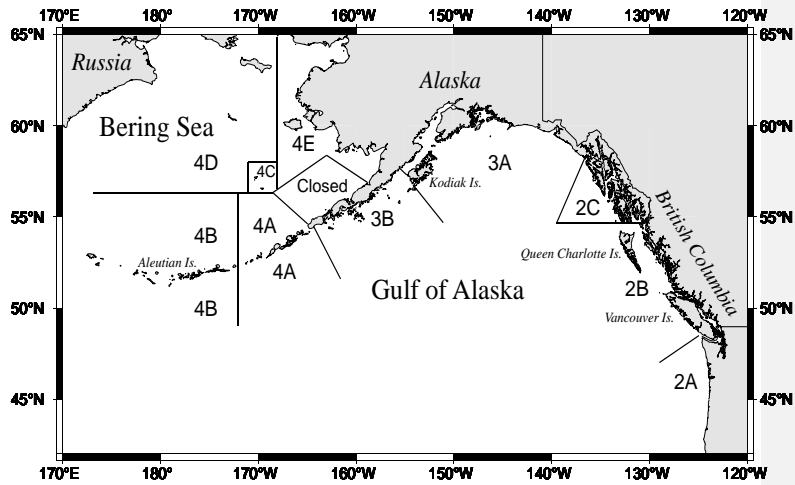 170°E 180° 170°W 160°W 150°W 140°W 130°W 120°W
65°N 65°N
Russia
Alaska
60°N 60°N
Bering Sea
4E
3A
4D
4C
Closed
Kodiak Is.
55°N 55°N
2C
British Columbia
3B
4A
4B
Queen Charlotte Is.
Aleutian Is.
4A
Gulf of Alaska
2B
50°N 50°N
4B
Vancouver Is.
2A
45°N 45°N
170°E 180° 170°W 160°W 150°W 140°W 130°W 120°W